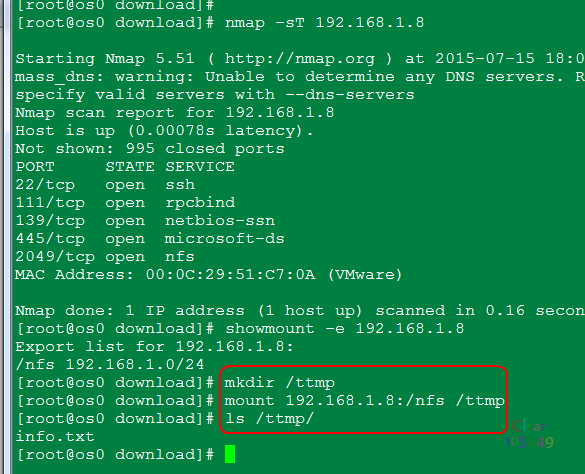 [root@os0 download]#
[root@os0 download]# nmap -sT 192.168.1.8
Starting Nmap 5.51 ( http://nmap.org ) at 2015-07-15 18:0
mass_dns: warning: Unable to determine any DNS servers. R
specify valid servers with --dns-servers
Nmap scan report for 192.168.1.8
Host is up (0.00078s latency).
Not shown: 995 closed ports
PORT     STATE SERVICE
22/tcp   open  ssh
111/tcp  open  rpcbind
139/tcp  open  netbios-ssn
445/tcp  open  microsoft-ds
2049/tcp open  nfs
MAC Address: 00:0C:29:51:C7:0A (VMware)
Nmap done: 1 IP address (1 host up) scanned in 0.16 secon
[root@os0 download]# showmount -e 192.168.1.8
Export list for 192.168.1.8:
/nfs 192.168.1.0/24
[root@os0 download]# mkdir /ttmp
[root@os0 download]# mount 192.168.1.8:/nfs /ttmp
[root@os0 download]# ls /ttmp/
info.txt
[root@os0 download]#
Clear